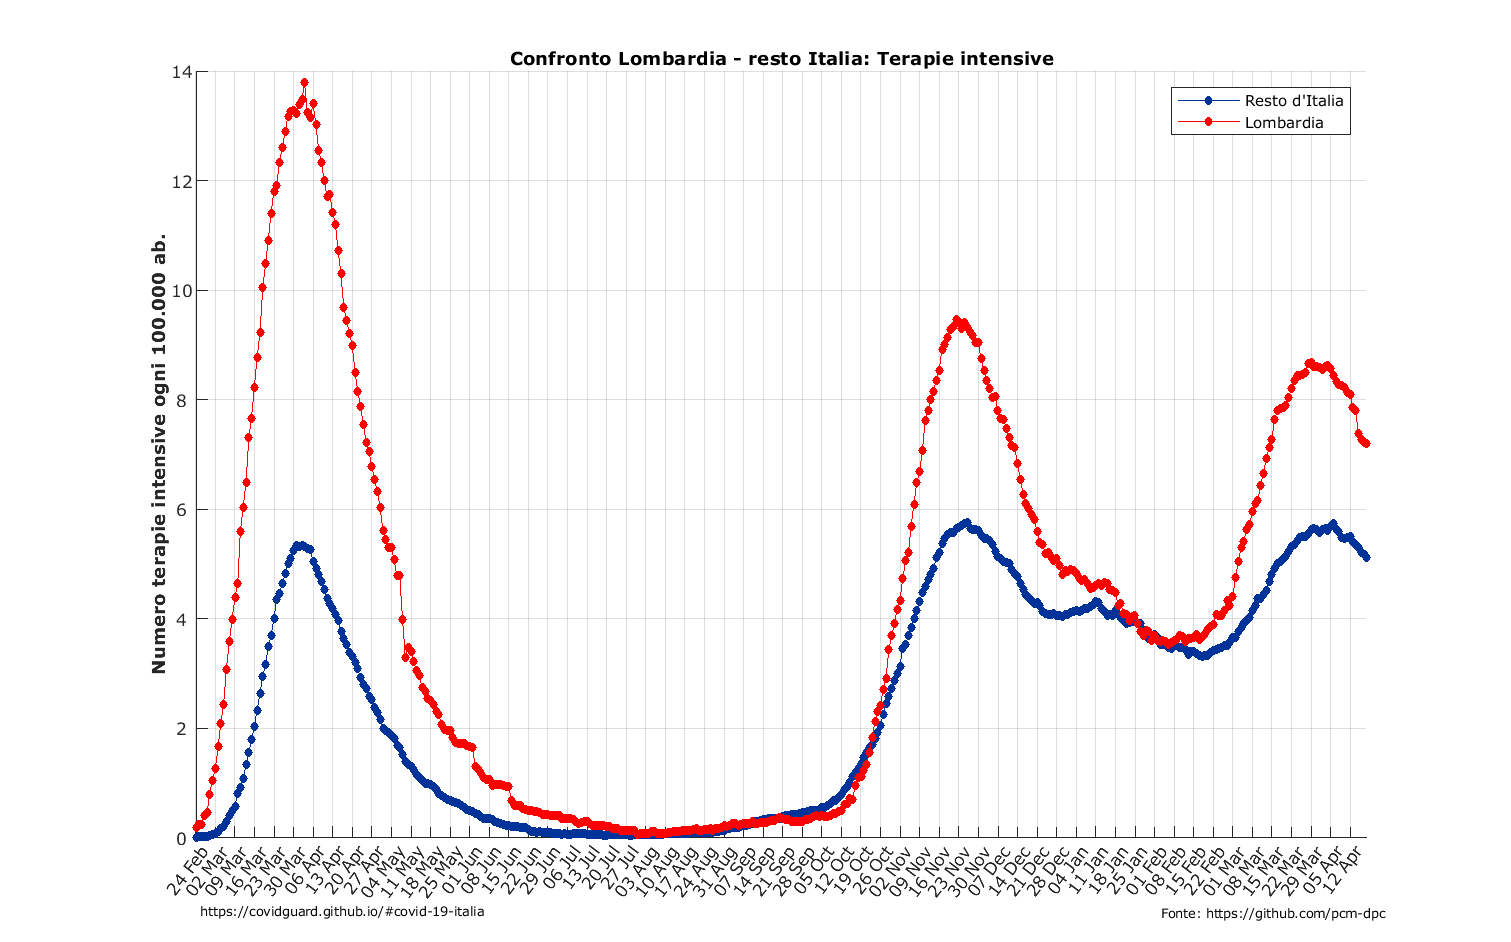 Confronto Lombardia - resto Italia: Terapie intensive
Numero terapie intensive ogni 100.000 ab.
14
12
10
8
6
4
2
0
Resto d'Italia
Lombardia
24 Feb
02 Mar
09 Mar
16 Mar
23 Mar
30 Mar
06 Apr
13 Apr
20 Apr
27 Apr
04 May
11 May
18 May
25 May
01 Jun
08 Jun
15 Jun
22 Jun
29 Jun
06 Jul
13 Jul
20 Jul
27 Jul
03 Aug
10 Aug
17 Aug
24 Aug
31 Aug
07 Sep
14 Sep
21 Sep
28 Sep
05 Oct
12 Oct
19 Oct
26 Oct
02 Nov
09 Nov
16 Nov
23 Nov
30 Nov
07 Dec
14 Dec
21 Dec
28 Dec
04 Jan
11 Jan
18 Jan
25 Jan
01 Feb
08 Feb
15 Feb
22 Feb
01 Mar
08 Mar
15 Mar
22 Mar
29 Mar
05 Apr
12 Apr
https://covidguard.github.io/#covid-19-italia
Fonte: https://github.com/pcm-dpc